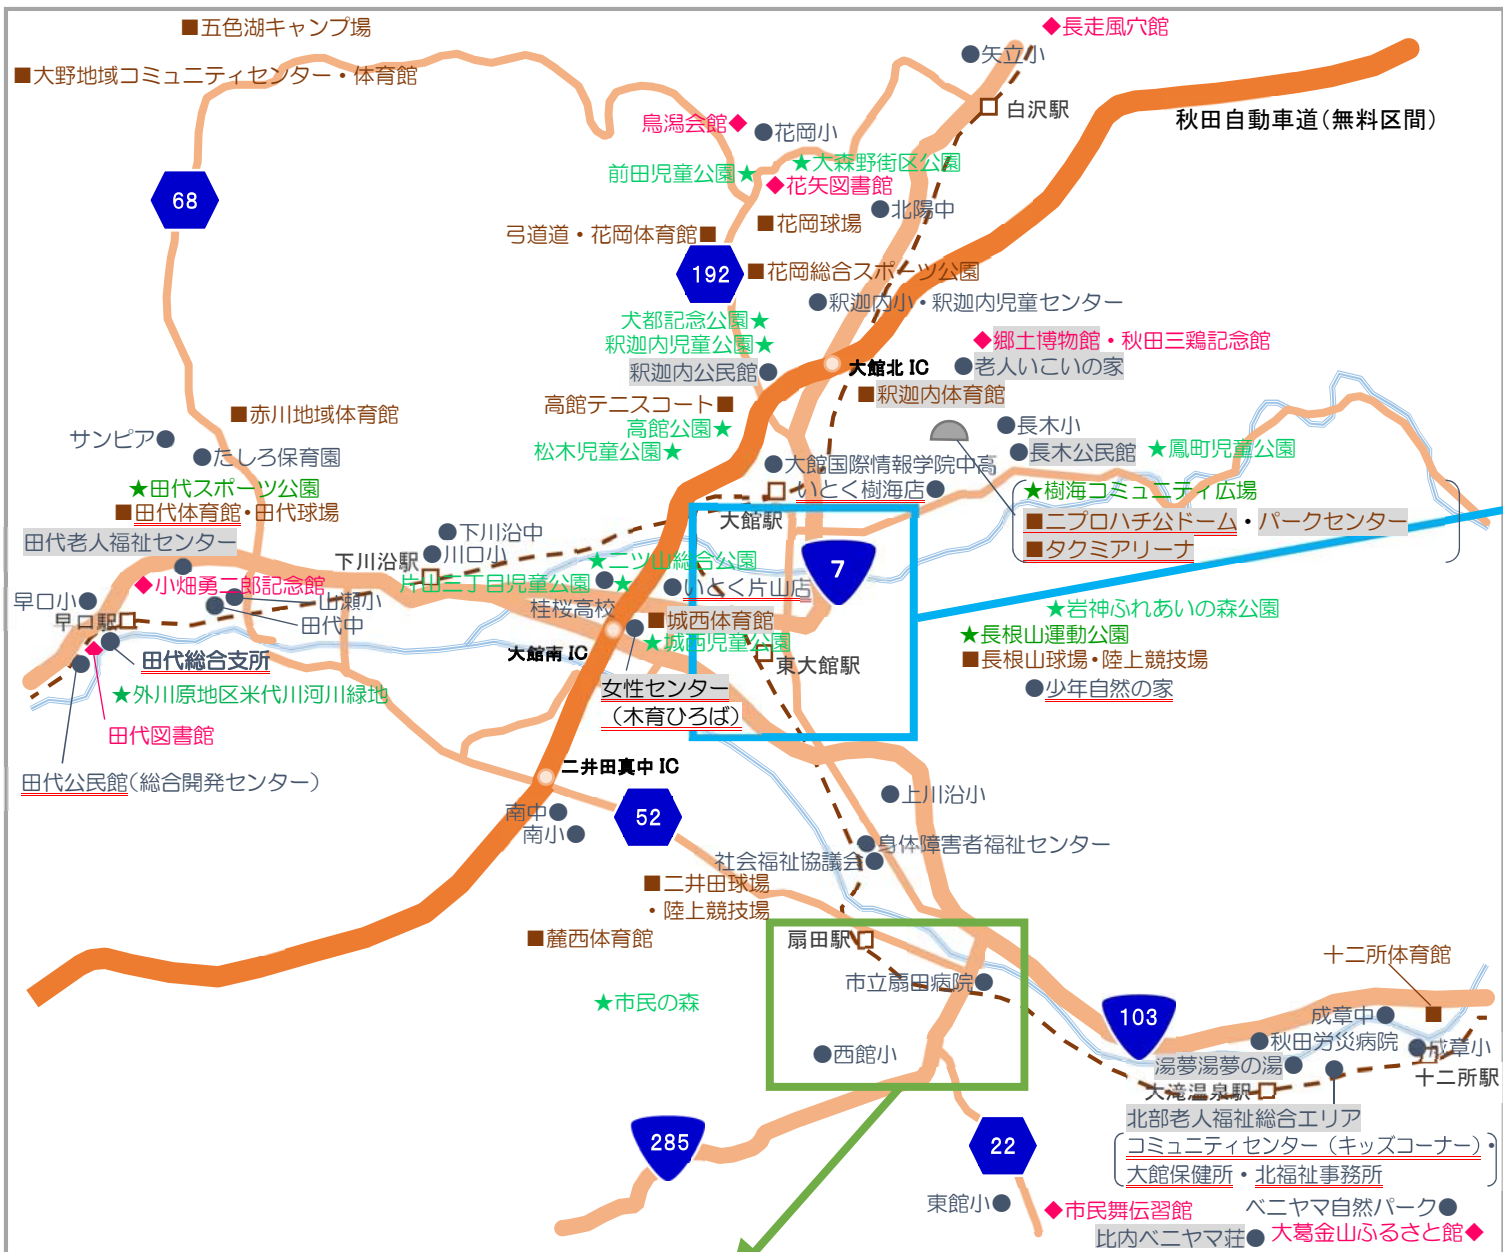 ■五色湖キャンプ場
◆長走風穴館
●矢立小
■大野地域コミュニティセンター・体育館
白沢駅
秋田自動車道(無料区間)
鳥潟会館◆
●花岡小
★大森野街区公園
前田児童公園★
◆花矢図書館
68
●北陽中
■花岡球場
弓道道・花岡体育館■
192
■花岡総合スポーツ公園
●釈迦内小・釈迦内児童センター
犬都記念公園★
釈迦内児童公園★
◆郷土博物館・秋田三鶏記念館
釈迦内公民館●
大館北 IC
●老人いこいの家
■釈迦内体育館
高館テニスコート■
■赤川地域体育館
高館公園★
●長木小
サンピア●
松木児童公園★
●長木公民館
★鳳町児童公園
●たしろ保育園
●大館国際情報学院中高
★田代スポーツ公園
いとく樹海店●
★樹海コミュニティ広場
■田代体育館・田代球場
大館駅
■ニプロハチ公ドーム・パークセンター
●下川沿中
田代老人福祉センター
■タクミアリーナ
●川口小
下川沿駅
★二ツ山総合公園
7
◆小畑勇二郎記念館
片山三丁目児童公園★
●いとく片山店
早口小●
山瀬小
桂桜高校
★岩神ふれあいの森公園
早口駅
田代中
■城西体育館
★長根山運動公園
★城西児童公園
大館南 IC
東大館駅
■長根山球場・陸上競技場
田代総合支所
女性センター
●少年自然の家
★外川原地区米代川河川緑地
（木育ひろば）
田代図書館
二井田真中 IC
田代公民館(総合開発センター)
●上川沿小
南中●
52
南小●
●身体障害者福祉センター
社会福祉協議会●
■二井田球場
・陸上競技場
■麓西体育館
扇田駅
十二所体育館
市立扇田病院●
★市民の森
103
成章中●
●秋田労災病院
●成章小
●西館小
湯夢湯夢の湯●
十二所駅
大滝温泉駅
北部老人福祉総合エリア
285
22
コミュニティセンター（キッズコーナー）・
大館保健所・北福祉事務所
東館小●
◆市民舞伝習館
ベニヤマ自然パーク●
比内ベニヤマ荘●
大葛金山ふるさと館◆